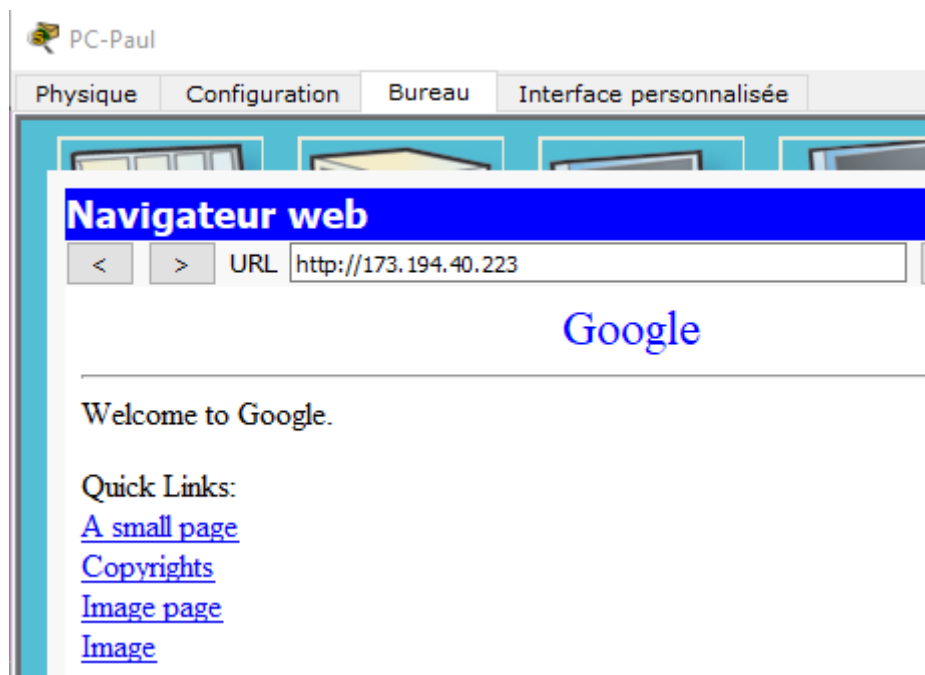 PC-Paul
Physique Configuration Bureau Interface personnalisée
Navigateur web
< > URL http://173.194.40.223
Google
Welcome to Google.
Quick Links:
A small page
Copyrights
Image page
Image